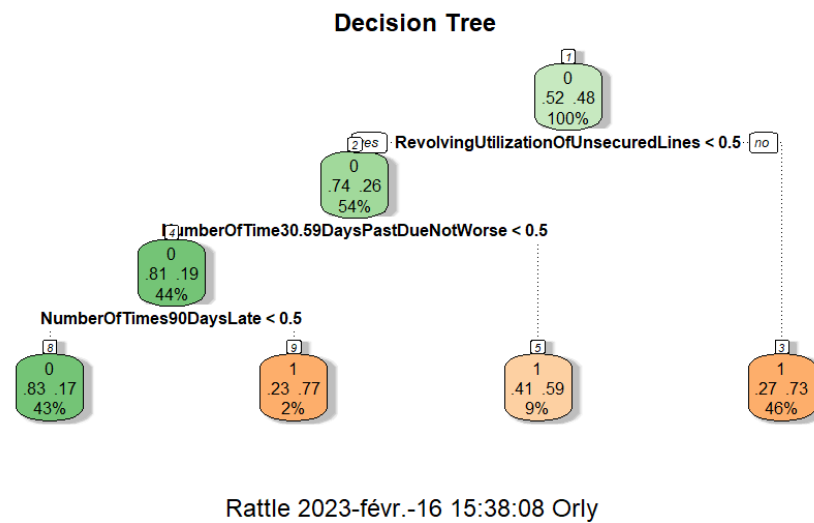 Decision Tree
1
0
.52 .48
100%
yes RevolvingUtilizationOfUnsecuredLines < 0.5 no
2
0
.74 .26
54%
NumberOfTime30.59DaysPastDueNotWorse < 0.5
4
0
.81 .19
44%
NumberOfTimes90DaysLate < 0.5
8 9 5 3
0 1 1 1
.83 .17 .23 .77 .41 .59 .27 .73
43% 2% 9% 46%
Rattle 2023-févr.-16 15:38:08 Orly